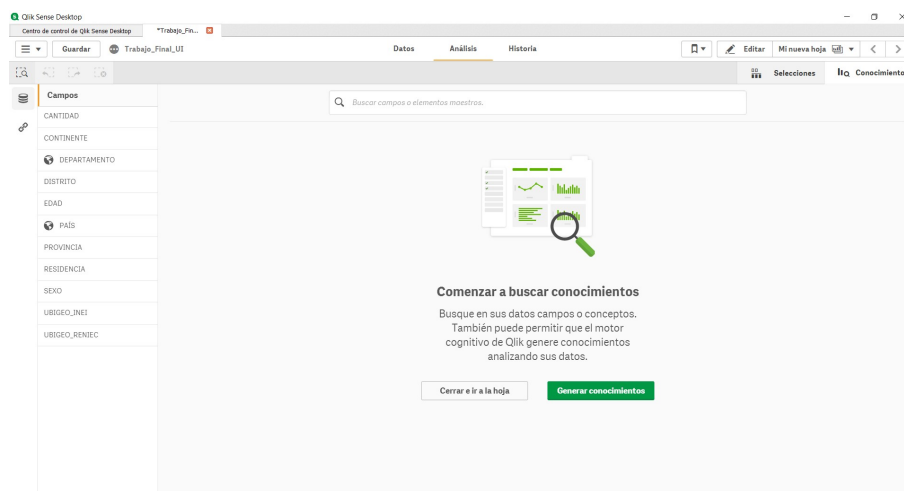 Qlik Sense Desktop
Centro de control de Qlik Sense Desktop
*Trabajo_Fin...
Guardar
Trabajo_Final_UI
Datos
Análisis
Historia
Editar
Mi nueva hoja
Selecciones
Conocimiento
Campos
Buscar campos o elementos maestros.
CANTIDAD
CONTINENTE
DEPARTAMENTO
DISTRITO
EDAD
PAÍS
PROVINCIA
RESIDENCIA
SEXO
UBIGEO_INEI
UBIGEO_RENIEC
Comenzar a buscar conocimientos
Busque en sus datos campos o conceptos.
También puede permitir que el motor
cognitivo de Qlik genere conocimientos
analizando sus datos.
Cerrar e ir a la hoja
Generar conocimientos